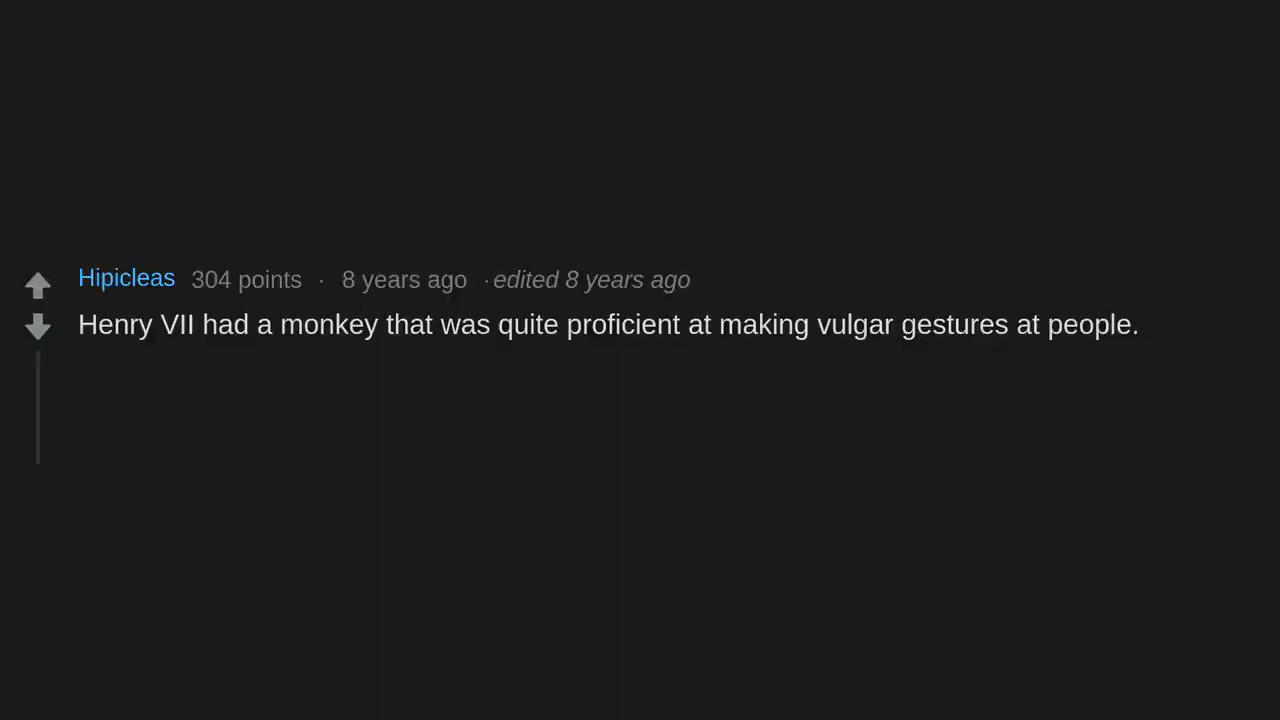 Hipicleas 304 points · 8 years ago · edited 8 years ago
Henry VII had a monkey that was quite proficient at making vulgar gestures at people.